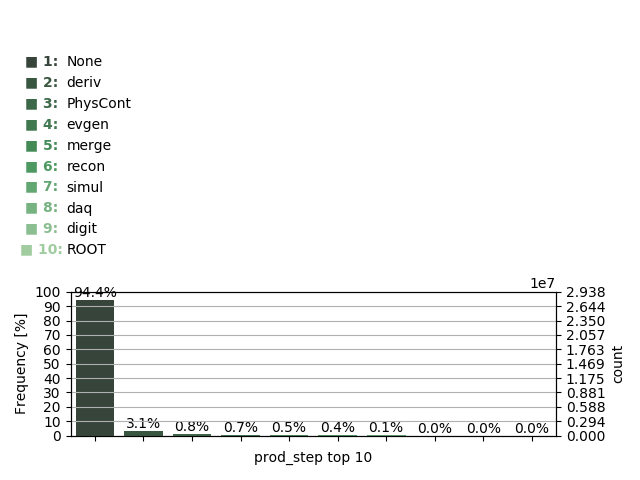 ■ 1: None
■ 2: deriv
■ 3: PhysCont
■ 4: evgen
■ 5: merge
■ 6: recon
■ 7: simul
■ 8: daq
■ 9: digit
■ 10: ROOT
1e7
100 2.938
90 2.644
80 2.350
70 2.057
60 1.763
50 1.469
40 1.175
30 0.881
20 0.588
10 0.294
0 0.000
Frequency [%]
count
94.4% 3.1% 0.8% 0.7% 0.5% 0.4% 0.1% 0.0% 0.0% 0.0%
prod_step top 10